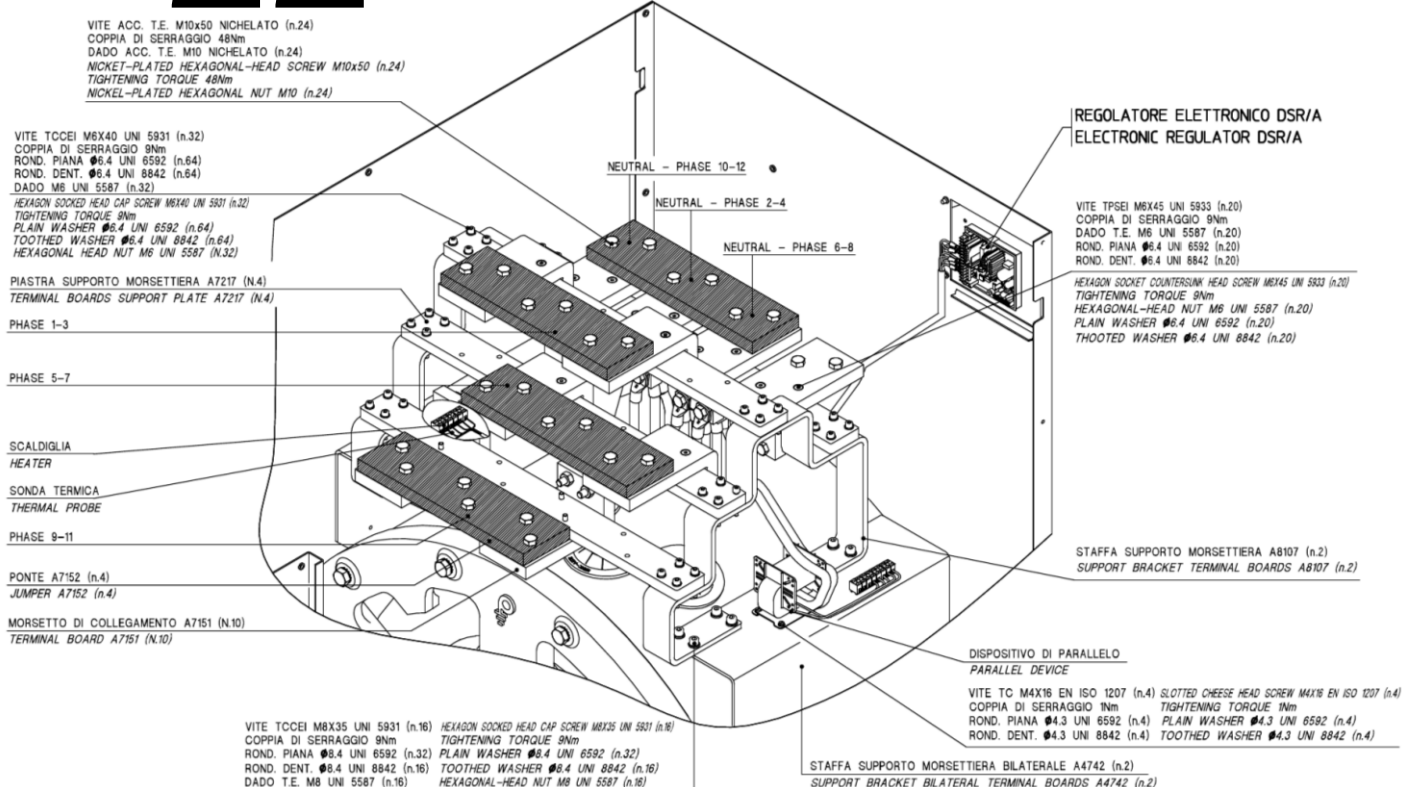 VITE ACC. T.E. M10x50 NICHELATO (n.24)
COPPIA DI SERRAGGIO 48Nm
DADO ACC. T.E. M10 NICHELATO (n.24)
NICKET-PLATED HEXAGONAL-HEAD SCREW M10x50 (n.24)
TIGHTENING TORQUE 48Nm
NICKEL-PLATED HEXAGONAL NUT M10 (n.24)
VITE TCCEI M6X40 UNI 5931 (n.32)
COPPIA DI SERRAGGIO 9Nm
ROND. PIANA Ø6.4 UNI 6592 (n.64)
ROND. DENT. Ø6.4 UNI 8842 (n.64)
DADO M6 UNI 5587 (n.32)
HEXAGON SOCKED HEAD CAP SCREW M6X40 UNI 5931 (n.32)
TIGHTENING TORQUE 9Nm
PLAIN WASHER Ø6.4 UNI 6592 (n.64)
TOOTHED WASHER Ø6.4 UNI 8842 (n.64)
HEXAGONAL HEAD NUT M6 UNI 5587 (N.32)
PIASTRA SUPPORTO MORSETTIERA A7217 (N.4)
TERMINAL BOARDS SUPPORT PLATE A7217 (N.4)
PHASE 1-3
PHASE 5-7
SCALDIGLIA
HEATER
SONDA TERMICA
THERMAL PROBE
PHASE 9-11
PONTE A7152 (n.4)
JUMPER A7152 (n.4)
MORSETTO DI COLLEGAMENTO A7151 (N.10)
TERMINAL BOARD A7151 (N.10)
NEUTRAL - PHASE 10-12
NEUTRAL - PHASE 2-4
NEUTRAL - PHASE 6-8
REGOLATORE ELETTRONICO DSR/A
ELECTRONIC REGULATOR DSR/A
VITE TPSEI M6X45 UNI 5933 (n.20)
COPPIA DI SERRAGGIO 9Nm
DADO T.E. M6 UNI 5587 (n.20)
ROND. PIANA Ø6.4 UNI 6592 (n.20)
ROND. DENT. Ø6.4 UNI 8842 (n.20)
HEXAGON SOCKET COUNTERSUNK HEAD SCREW M6X45 UNI 5933 (n.20)
TIGHTENING TORQUE 9Nm
HEXAGONAL-HEAD NUT M6 UNI 5587 (n.20)
PLAIN WASHER Ø6.4 UNI 6592 (n.20)
THOOTED WASHER Ø6.4 UNI 8842 (n.20)
STAFFA SUPPORTO MORSETTIERA A8107 (n.2)
SUPPORT BRACKET TERMINAL BOARDS A8107 (n.2)
DISPOSITIVO DI PARALLELO
PARALLEL DEVICE
VITE TC M4X16 EN ISO 1207 (n.4) SLOTTED CHEESE HEAD SCREW M4X16 EN ISO 1207 (n.4)
COPPIA DI SERRAGGIO 1Nm TIGHTENING TORQUE 1Nm
ROND. PIANA Ø4.3 UNI 6592 (n.4) PLAIN WASHER Ø4.3 UNI 6592 (n.4)
ROND. DENT. Ø4.3 UNI 8842 (n.4) TOOTHED WASHER Ø4.3 UNI 8842 (n.4)
STAFFA SUPPORTO MORSETTIERA BILATERALE A4742 (n.2)
SUPPORT BRACKET BILATERAL TERMINAL BOARDS A4742 (n.2)
VITE TCCEI M8X35 UNI 5931 (n.16) HEXAGON SOCKED HEAD CAP SCREW M8X35 UNI 5931 (n.16)
COPPIA DI SERRAGGIO 9Nm TIGHTENING TORQUE 9Nm
ROND. PIANA Ø8.4 UNI 6592 (n.32) PLAIN WASHER Ø8.4 UNI 6592 (n.32)
ROND. DENT. Ø8.4 UNI 8842 (n.16) TOOTHED WASHER Ø8.4 UNI 8842 (n.16)
DADO T.E. M8 UNI 5587 (n.16) HEXAGONAL-HEAD NUT M8 UNI 5587 (n.16)